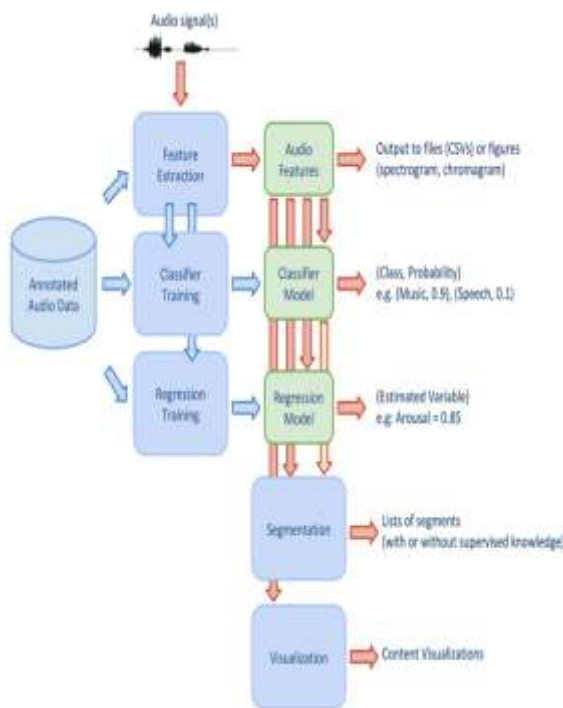 Audio signal(s)
Feature
Extraction
Audio
Features
Output to files (CSVs) or figures
(spectrogram, chromagram)
Annotated
Audio Data
Classifier
Training
Classifier
Model
(Class, Probability)
e.g. (Music, 0.9), (Speech, 0.1)
Regression
Training
Regression
Model
(Estimated Variable)
e.g: Arousal = 0.85
Segmentation
Lists of segments
(with or without supervised knowledge)
Visualization
Content Visualizations